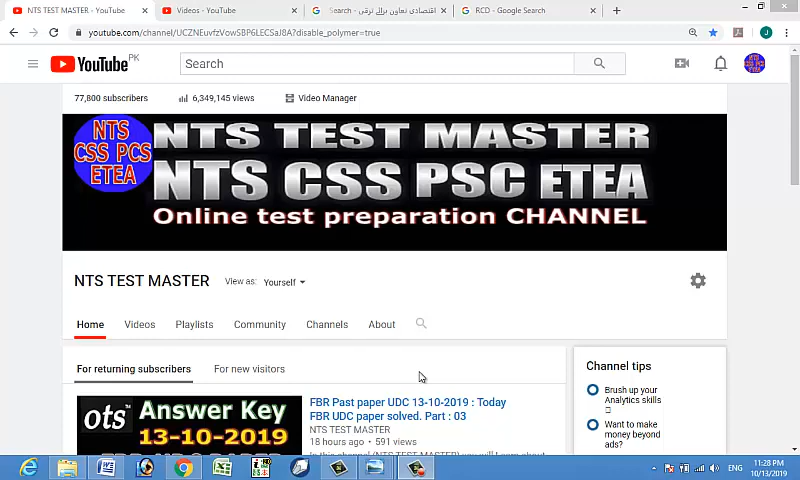 NTS TEST MASTER - YouTube
Videos - YouTube
اقتصادی تعاون برائے ترقی - Search
RCD - Google Search
youtube.com/channel/UCZNEuvfzVowSBP6LECSaJ8A?disable_polymer=true
YouTube PK
Search
77,800 subscribers
6,349,145 views
Video Manager
NTS
CSS PCS
ETEA
NTS TEST MASTER
NTS CSS PSC ETEA
Online test preparation CHANNEL
NTS TEST MASTER
View as: Yourself
Home
Videos
Playlists
Community
Channels
About
For returning subscribers
For new visitors
Channel tips
Brush up your
Analytics skills
Want to make
money beyond
ads?
ots
Answer Key
13-10-2019
FBR Past paper UDC 13-10-2019 : Today
FBR UDC paper solved. Part : 03
NTS TEST MASTER
18 hours ago • 591 views
ENG
11:28 PM
10/13/2019